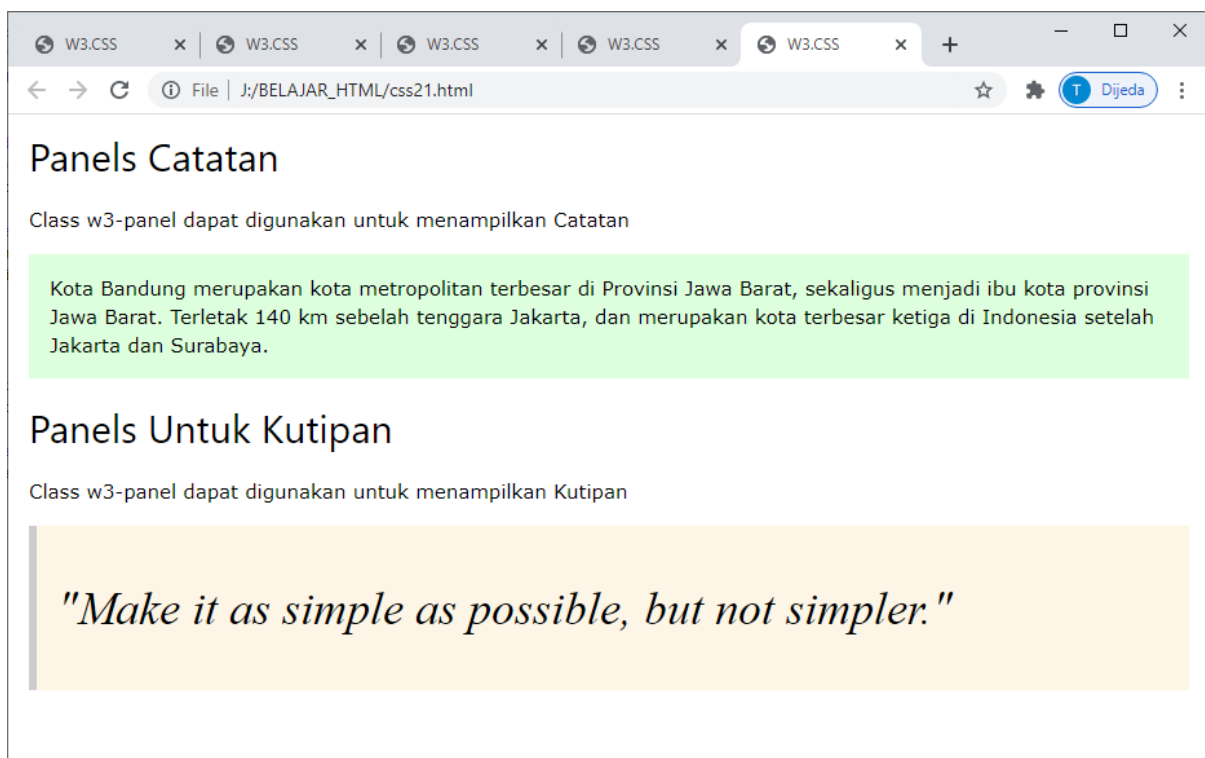 W3.CSS
W3.CSS
W3.CSS
W3.CSS
W3.CSS
File | J:/BELAJAR_HTML/css21.html
T Dijeda
Panels Catatan
Class w3-panel dapat digunakan untuk menampilkan Catatan
Kota Bandung merupakan kota metropolitan terbesar di Provinsi Jawa Barat, sekaligus menjadi ibu kota provinsi
Jawa Barat. Terletak 140 km sebelah tenggara Jakarta, dan merupakan kota terbesar ketiga di Indonesia setelah
Jakarta dan Surabaya.
Panels Untuk Kutipan
Class w3-panel dapat digunakan untuk menampilkan Kutipan
"Make it as simple as possible, but not simpler."